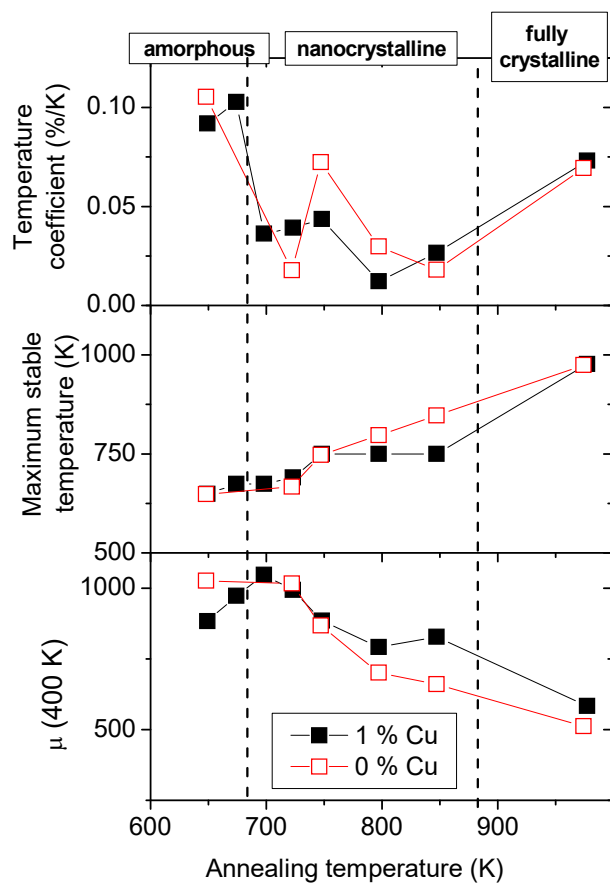 amorphous
nanocrystalline
fully
crystalline
Temperature
coefficient (%/K)
0.10
0.05
0.00
Maximum stable
temperature (K)
1000
750
500
μ (400 K)
1000
500
1 % Cu
0 % Cu
600
700
800
900
Annealing temperature (K)